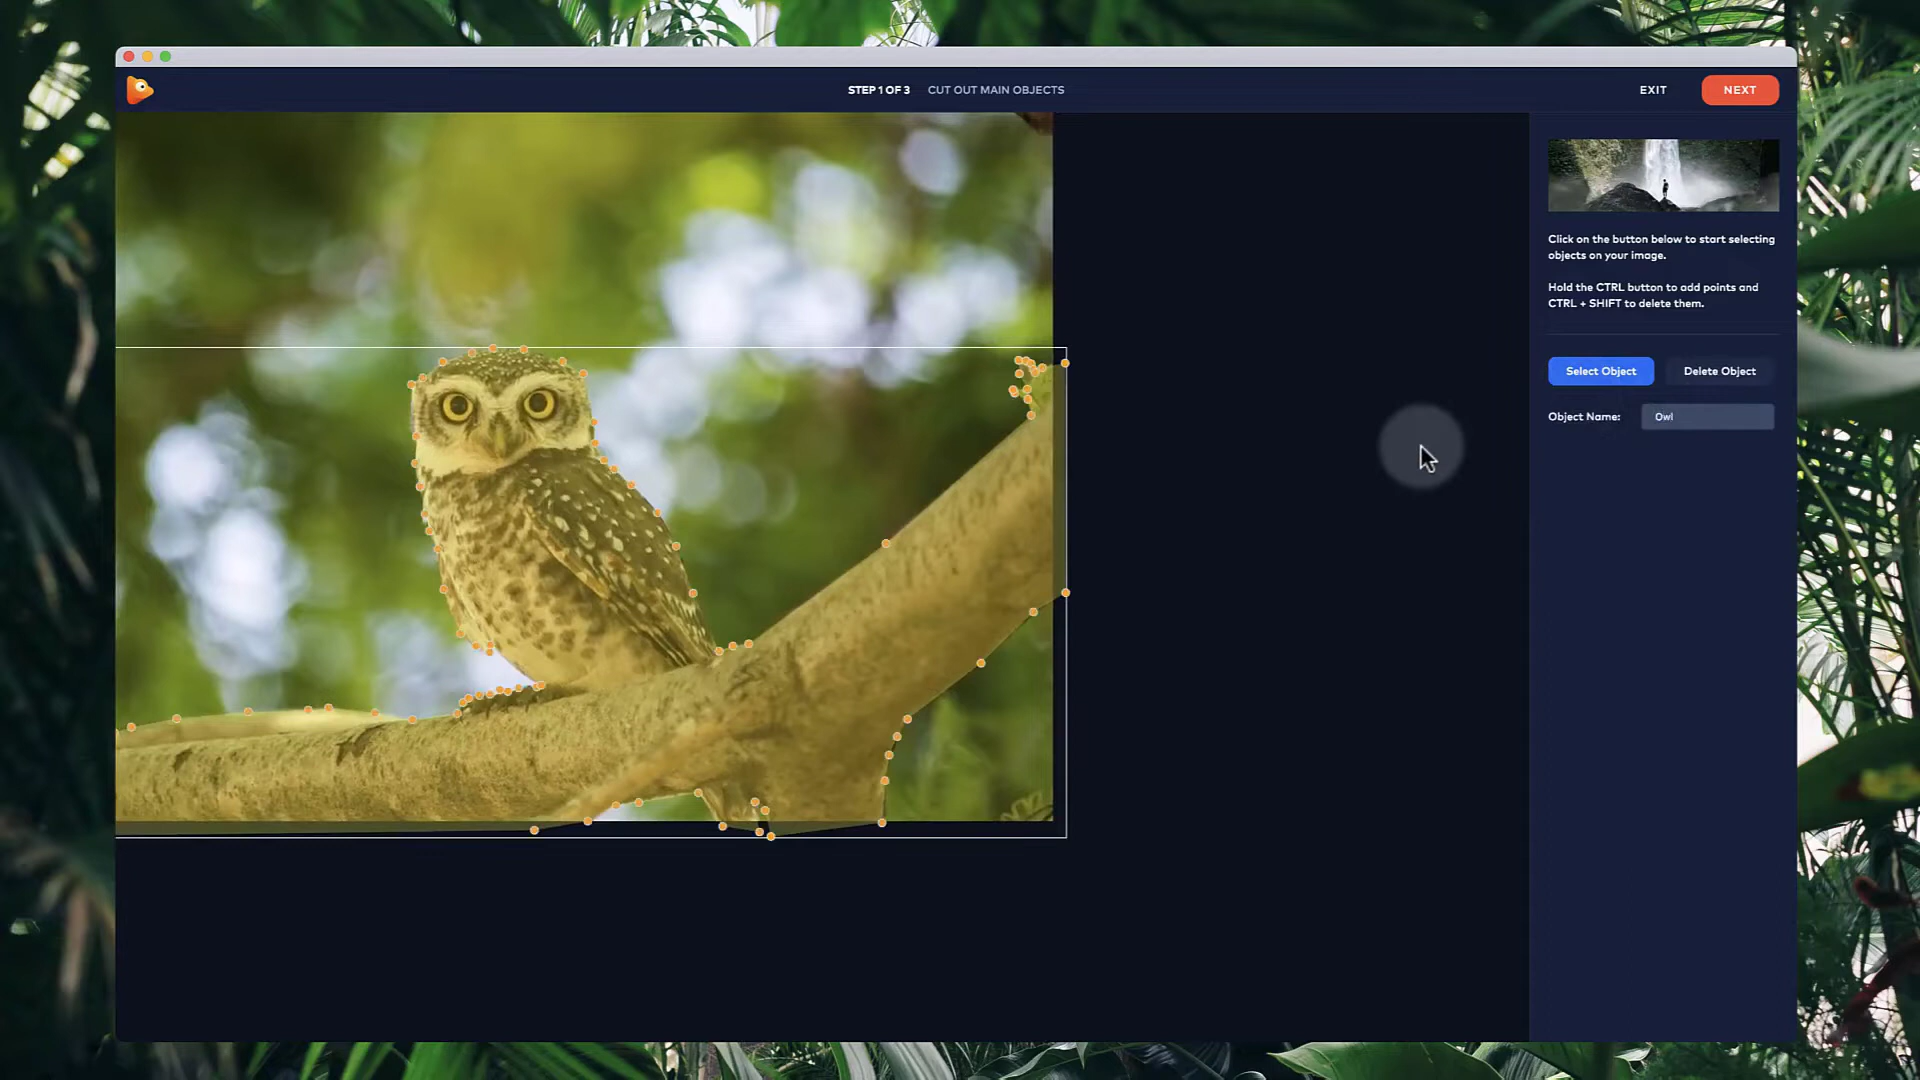 STEP 1 OF 3 CUT OUT MAIN OBJECTS
EXIT
NEXT
Click on the button below to start selecting
objects on your image.
Hold the CTRL button to add points and
CTRL + SHIFT to delete them.
Select Object
Delete Object
Object Name: Owl